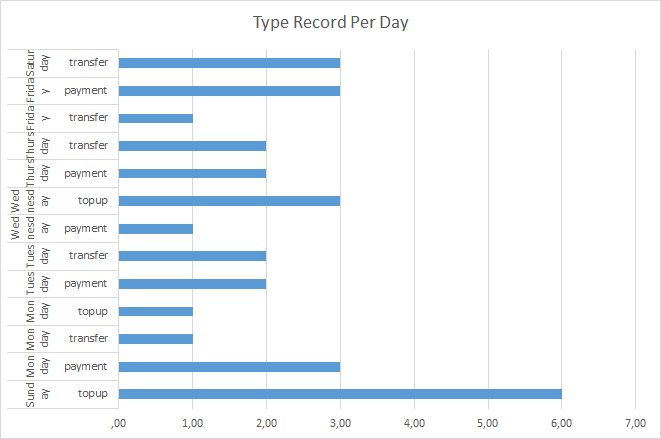 Type Record Per Day
Satur
day
transfer
Frida
y
payment
Frida
y
transfer
Thurs
day
transfer
Thurs
day
payment
Wed
nesd
ay
topup
Wed
nesd
ay
payment
Tues
day
transfer
Tues
day
payment
Mon
day
topup
Mon
day
transfer
Mon
day
payment
Sund
ay
topup
,00 1,00 2,00 3,00 4,00 5,00 6,00 7,00